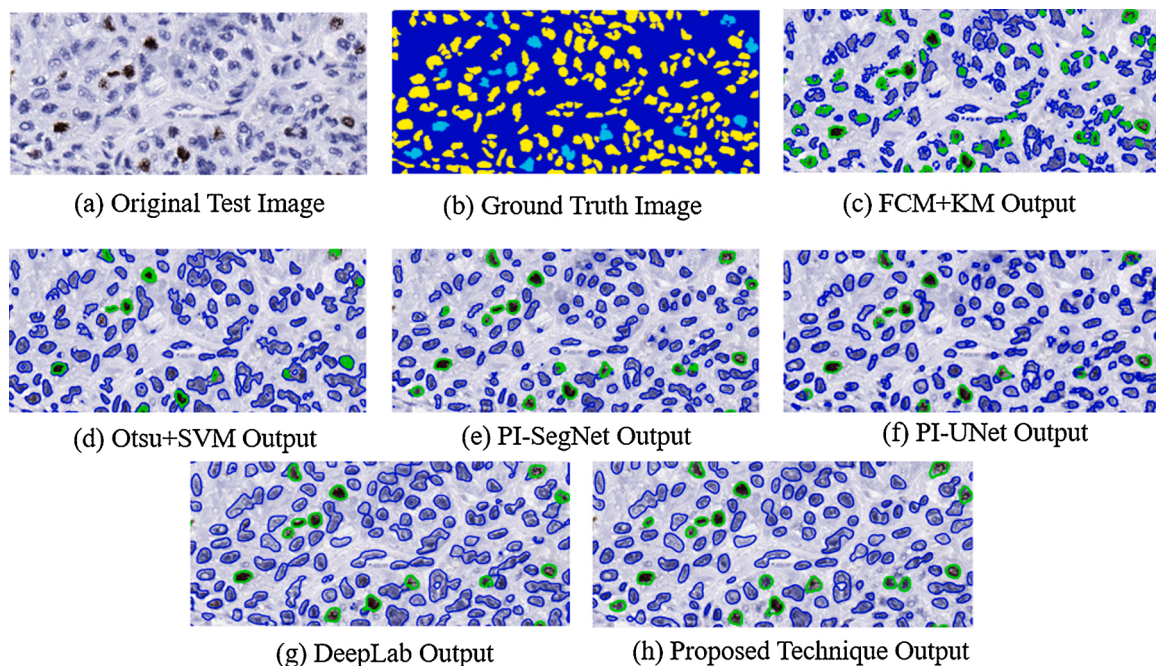 (a) Original Test Image
(b) Ground Truth Image
(c) FCM+KM Output
(d) Otsu+SVM Output
(e) PI-SegNet Output
(f) PI-UNet Output
(g) DeepLab Output
(h) Proposed Technique Output